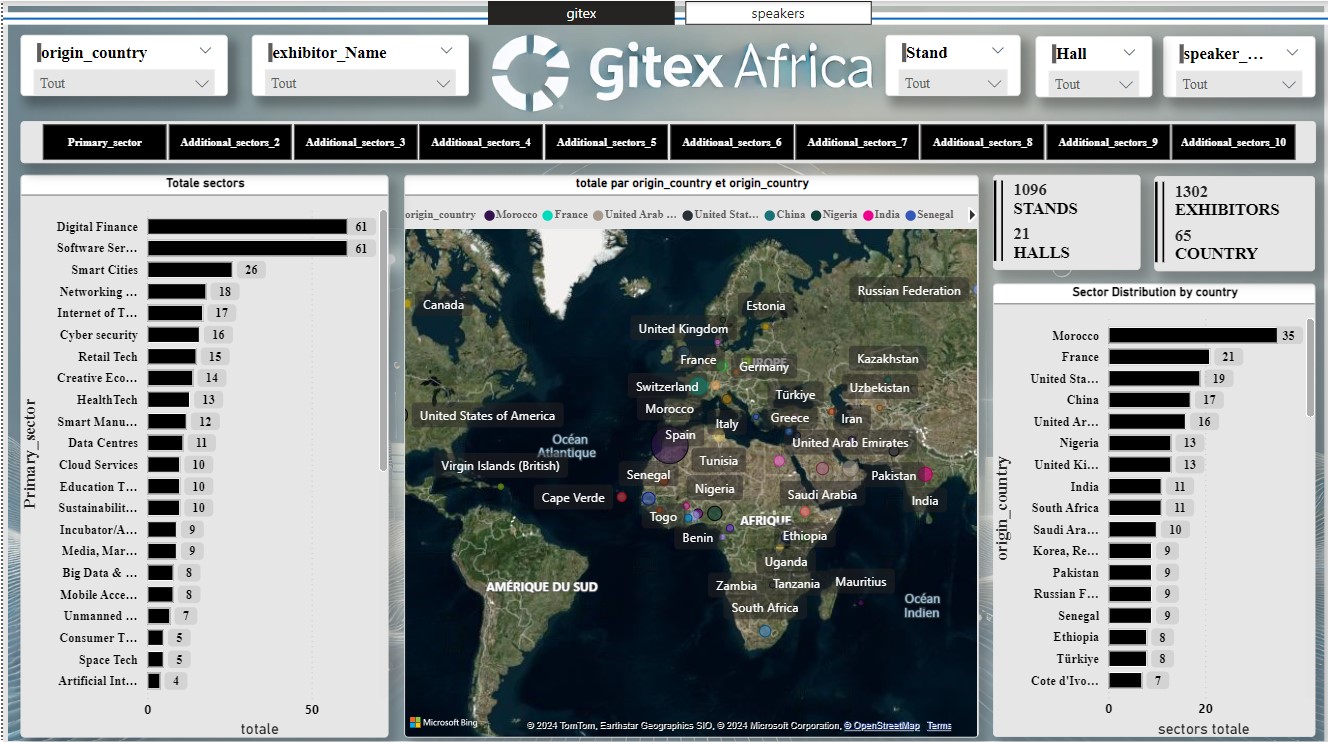 gitex
speakers
origin_country
Tout
exhibitor_Name
Tout
Gitex Africa
Stand
Tout
Hall
Tout
speaker_...
Tout
Primary_sector
Additional_sectors_2
Additional_sectors_3
Additional_sectors_4
Additional_sectors_5
Additional_sectors_6
Additional_sectors_7
Additional_sectors_8
Additional_sectors_9
Additional_sectors_10
Totale sectors
Primary_sector
Digital Finance 61
Software Ser... 61
Smart Cities 26
Networking ... 18
Internet of T... 17
Cyber security 16
Retail Tech 15
Creative Eco... 14
HealthTech 13
Smart Manu... 12
Data Centres 11
Cloud Services 10
Education T... 10
Sustainabilit... 10
Incubator/A... 9
Media, Mar... 9
Big Data & ... 8
Mobile Acce... 8
Unmanned ... 7
Consumer T... 5
Space Tech 5
Artificial Int... 4
0 50
totale
totale par origin_country et origin_country
origin_country Morocco France United Arab ... United Stat... China Nigeria India Senegal
Canada
Russian Federation
Estonia
United Kingdom
EUROPE
France
Germany
Kazakhstan
Switzerland
Uzbekistan
Türkiye
Morocco
United States of America
Greece
Iran
Italy
Spain
Océan
Atlantique
United Arab Emirates
Tunisia
Virgin Islands (British)
Senegal
Pakistan
Nigeria
Cape Verde
Saudi Arabia
India
Togo
AFRIQUE
Benin
Ethiopia
Uganda
AMÉRIQUE DU SUD
Zambia
Tanzania
Mauritius
Océan
Indien
South Africa
Microsoft Bing
© 2024 TomTom, Earthstar Geographics SIO, © 2024 Microsoft Corporation, © OpenStreetMap Terms
1096
STANDS
21
HALLS
1302
EXHIBITORS
65
COUNTRY
Sector Distribution by country
origin_country
Morocco 35
France 21
United Sta... 19
China 17
United Ar... 16
Nigeria 13
United Ki... 13
India 11
South Africa 11
Saudi Ara... 10
Korea, Re... 9
Pakistan 9
Russian F... 9
Senegal 9
Ethiopia 8
Türkiye 8
Cote d'Ivo... 7
0 20
sectors totale